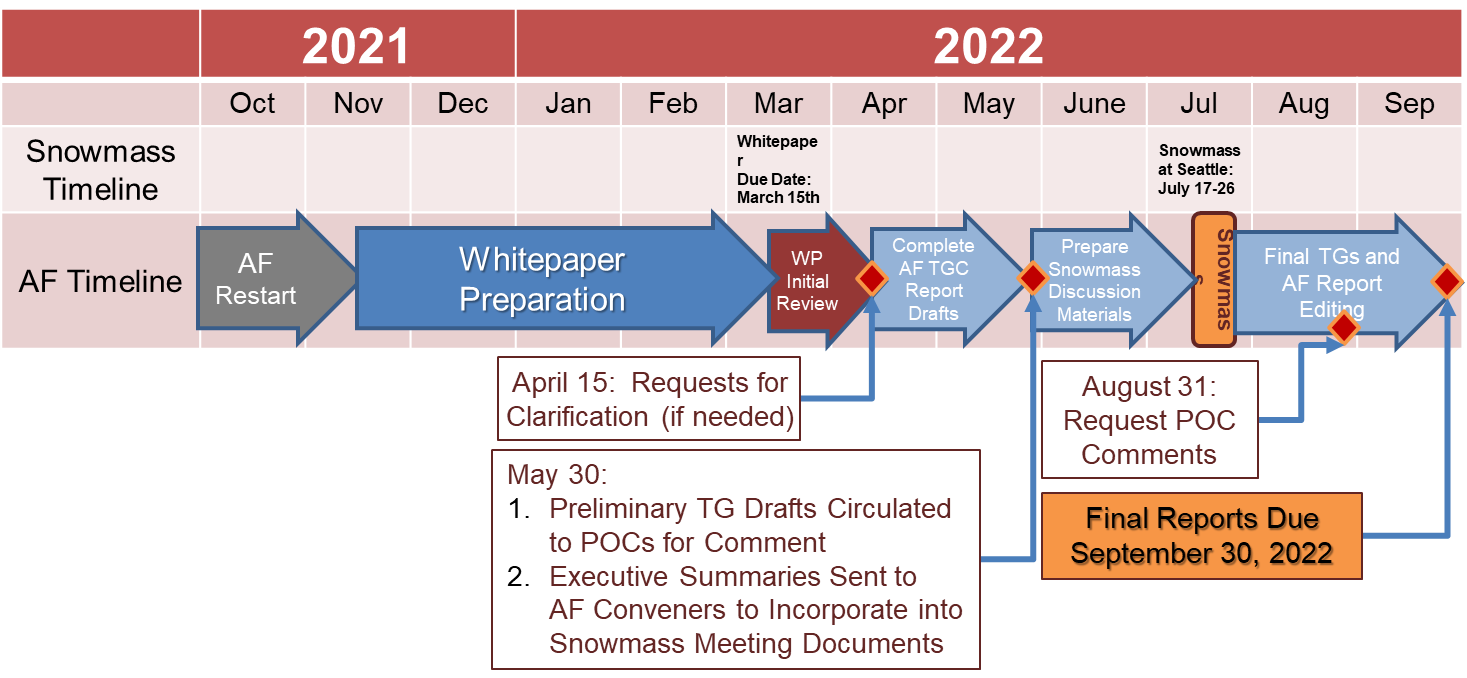 2021
2022
Oct
Nov
Dec
Jan
Feb
Mar
Apr
May
June
Jul
Aug
Sep
Snowmass
Timeline
Whitepape
r
Due Date:
March 15th
Snowmass
at Seattle:
July 17-26
AF Timeline
AF
Restart
Whitepaper
Preparation
WP
Initial
Review
Complete
AF TGC
Report
Drafts
Prepare
Snowmass
Discussion
Materials
Snowmas
s
Final TGs and
AF Report
Editing
April 15: Requests for
Clarification (if needed)
May 30:
1. Preliminary TG Drafts Circulated
to POCs for Comment
2. Executive Summaries Sent to
AF Conveners to Incorporate into
Snowmass Meeting Documents
August 31:
Request POC
Comments
Final Reports Due
September 30, 2022